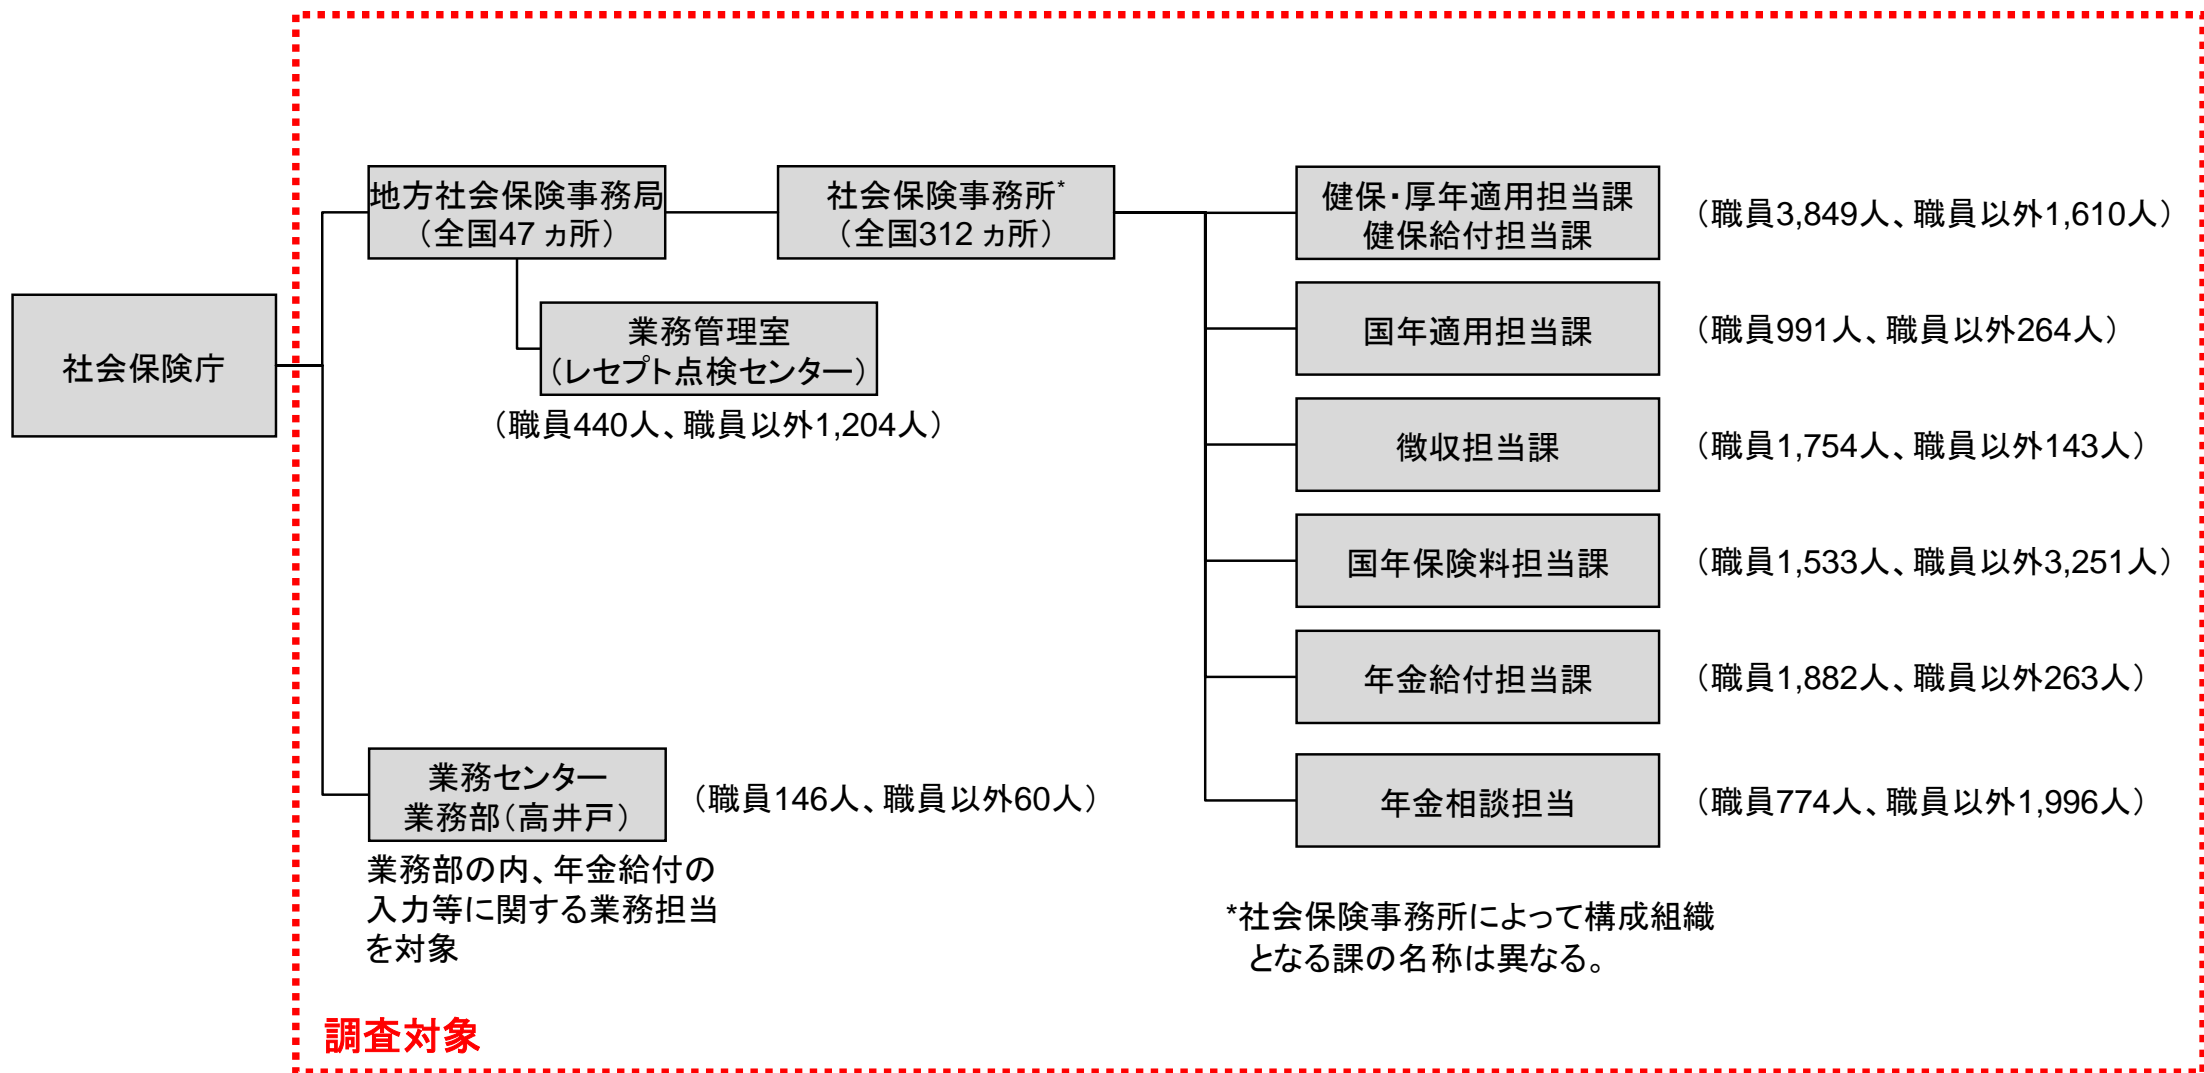 社会保険庁
地方社会保険事務局
（全国47 ヵ所）
業務管理室
（レセプト点検センター）
（職員440人、職員以外1,204人）
社会保険事務所*
（全国312 ヵ所）
健保・厚年適用担当課
健保給付担当課
（職員3,849人、職員以外1,610人）
国年適用担当課
（職員991人、職員以外264人）
徴収担当課
（職員1,754人、職員以外143人）
国年保険料担当課
（職員1,533人、職員以外3,251人）
年金給付担当課
（職員1,882人、職員以外263人）
年金相談担当
（職員774人、職員以外1,996人）
業務センター
業務部（高井戸）
（職員146人、職員以外60人）
業務部の内、年金給付の
入力等に関する業務担当
を対象
*社会保険事務所によって構成組織
となる課の名称は異なる。
調査対象